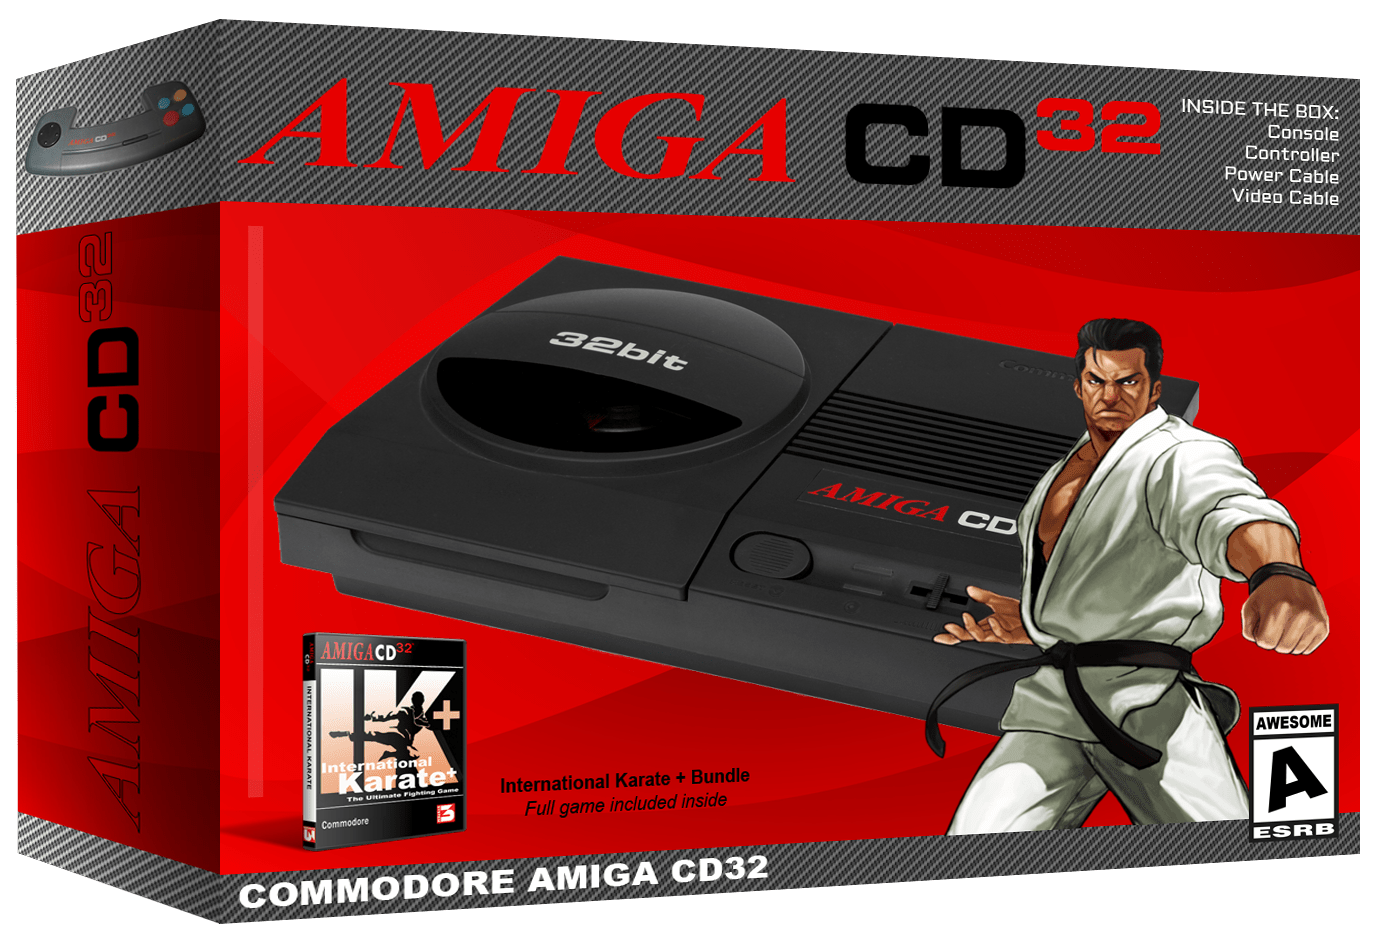 AMIGA CD32
INSIDE THE BOX:
Console
Controller
Power Cable
Video Cable
AMIGA CD32
32bit
AMIGA CD
AMIGA CD32
IK+
International
Karate+
The Ultimate Fighting Game
Commodore
INTERNATIONAL KARATE
International Karate + Bundle
Full game included inside
AWESOME
A
ESRB
COMMODORE AMIGA CD32